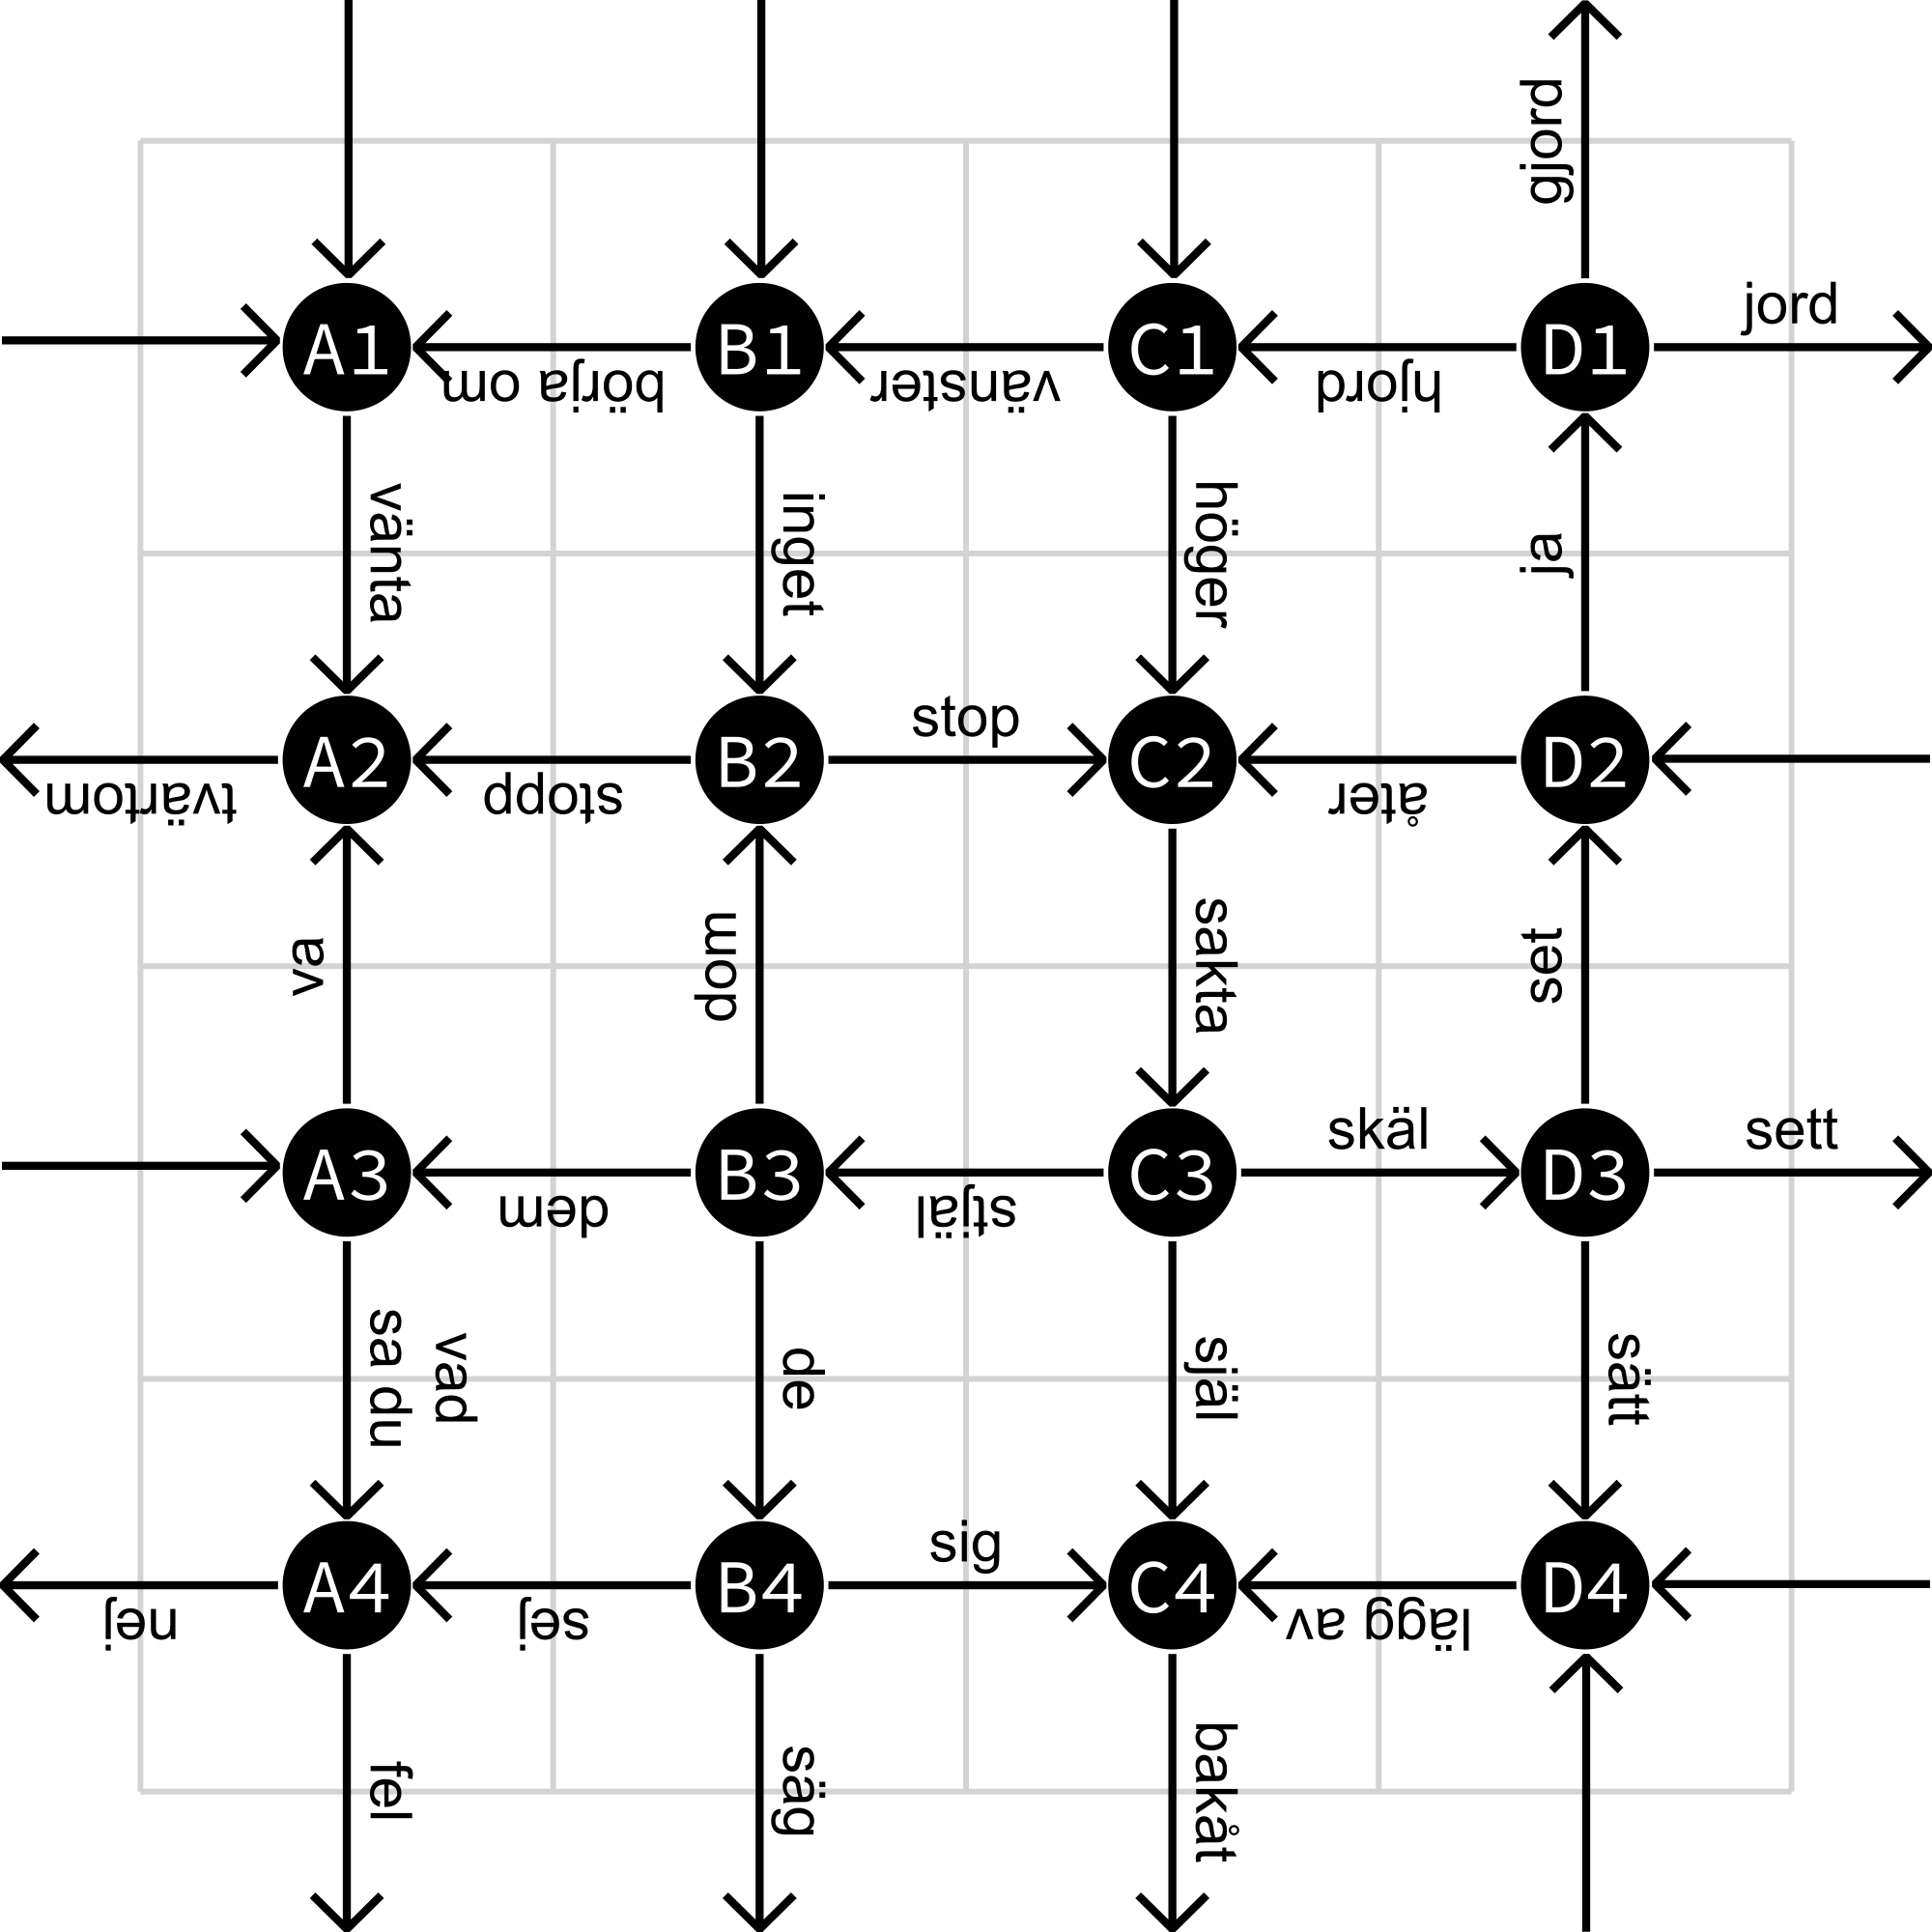 gjord
jord
A1
B1
C1
D1
börja om
vänster
hjord
vänta
inget
höger
ja
stop
A2
B2
C2
D2
tvärtom
stopp
åter
av
dom
sakta
set
skäl
sett
A3
B3
C3
D3
dem
stjäl
vad
sa du
de
själ
sätt
gis
A4
B4
C4
D4
nej
sej
lägg av
fel
säg
bakåt